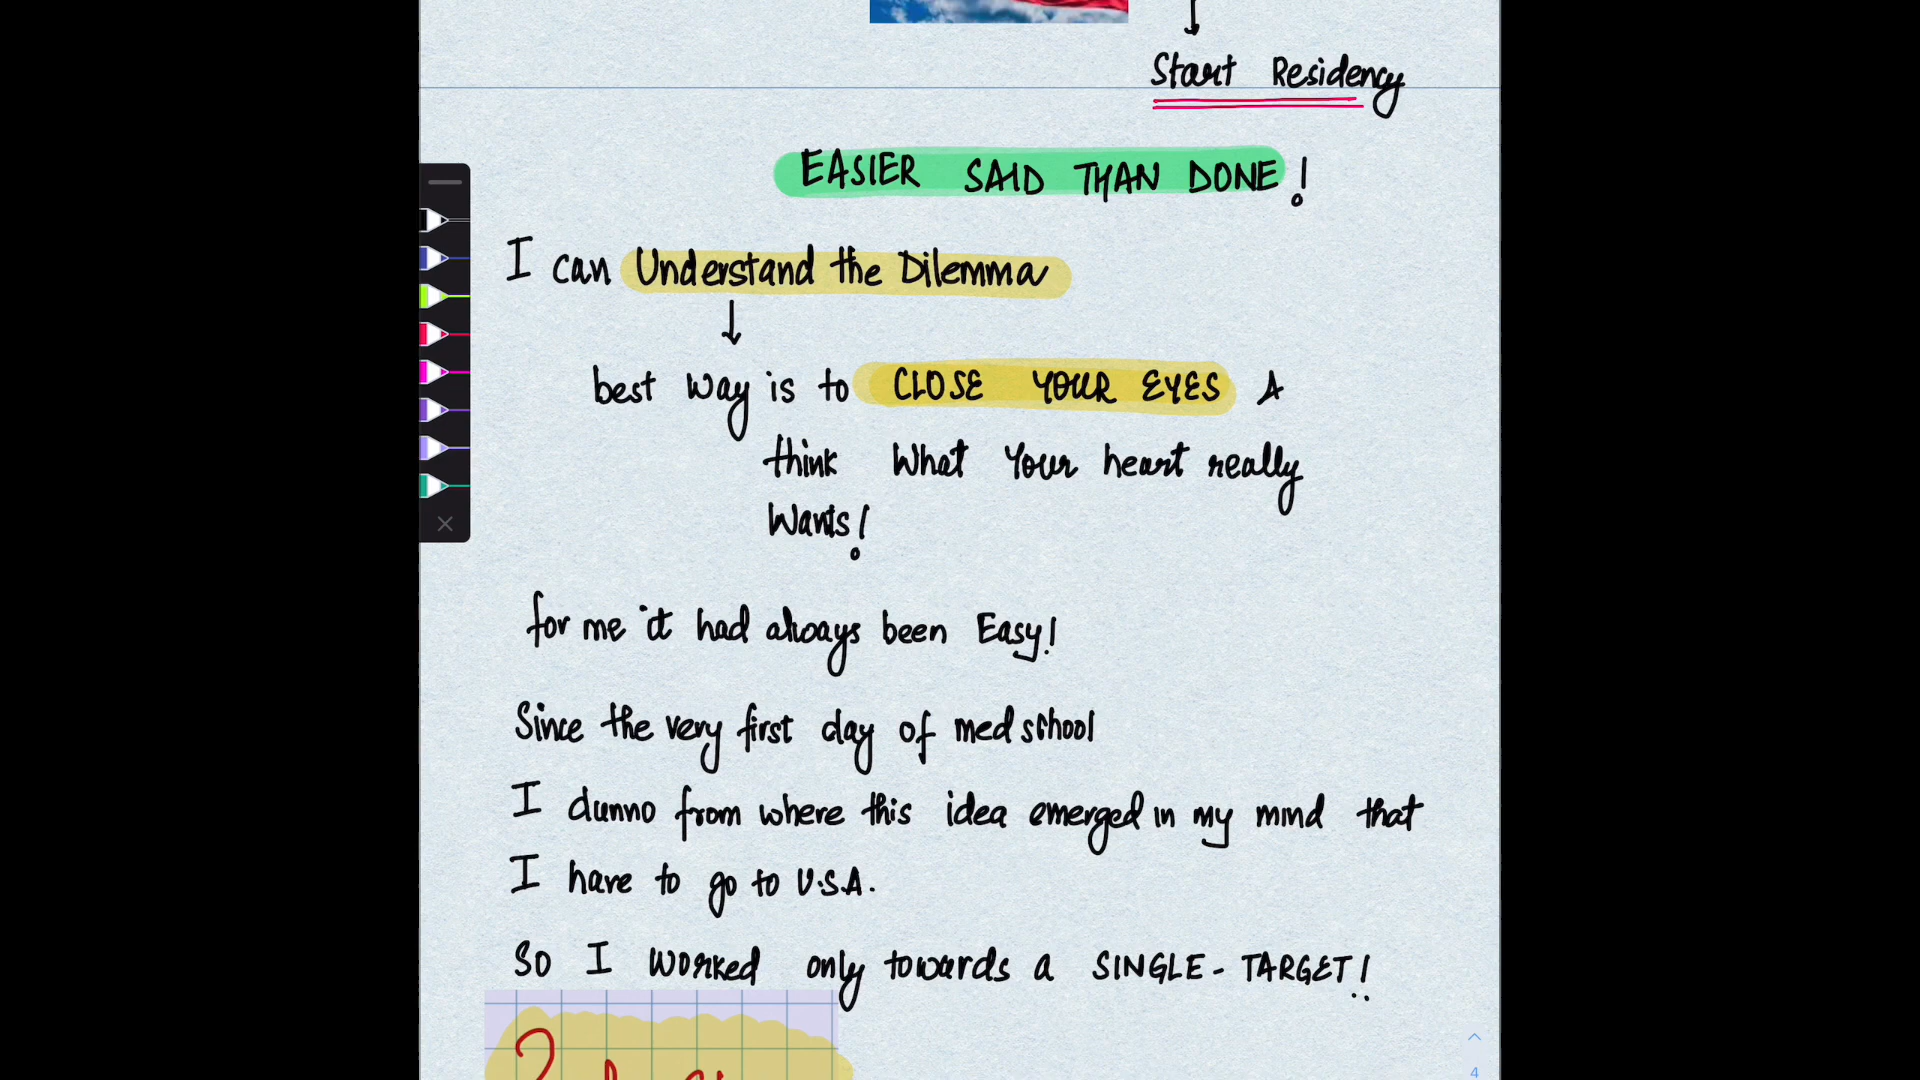 Start Residency
EASIER SAID THAN DONE!
I can Understand the Dilemma
↓
best way is to CLOSE YOUR EYES &
think What Your heart really
Wants!
for me it had always been Easy!
Since the very first day of med school
I dunno from where this idea emerged in my mind that
I have to go to U.S.A.
So I worked only towards a SINGLE-TARGET!
4